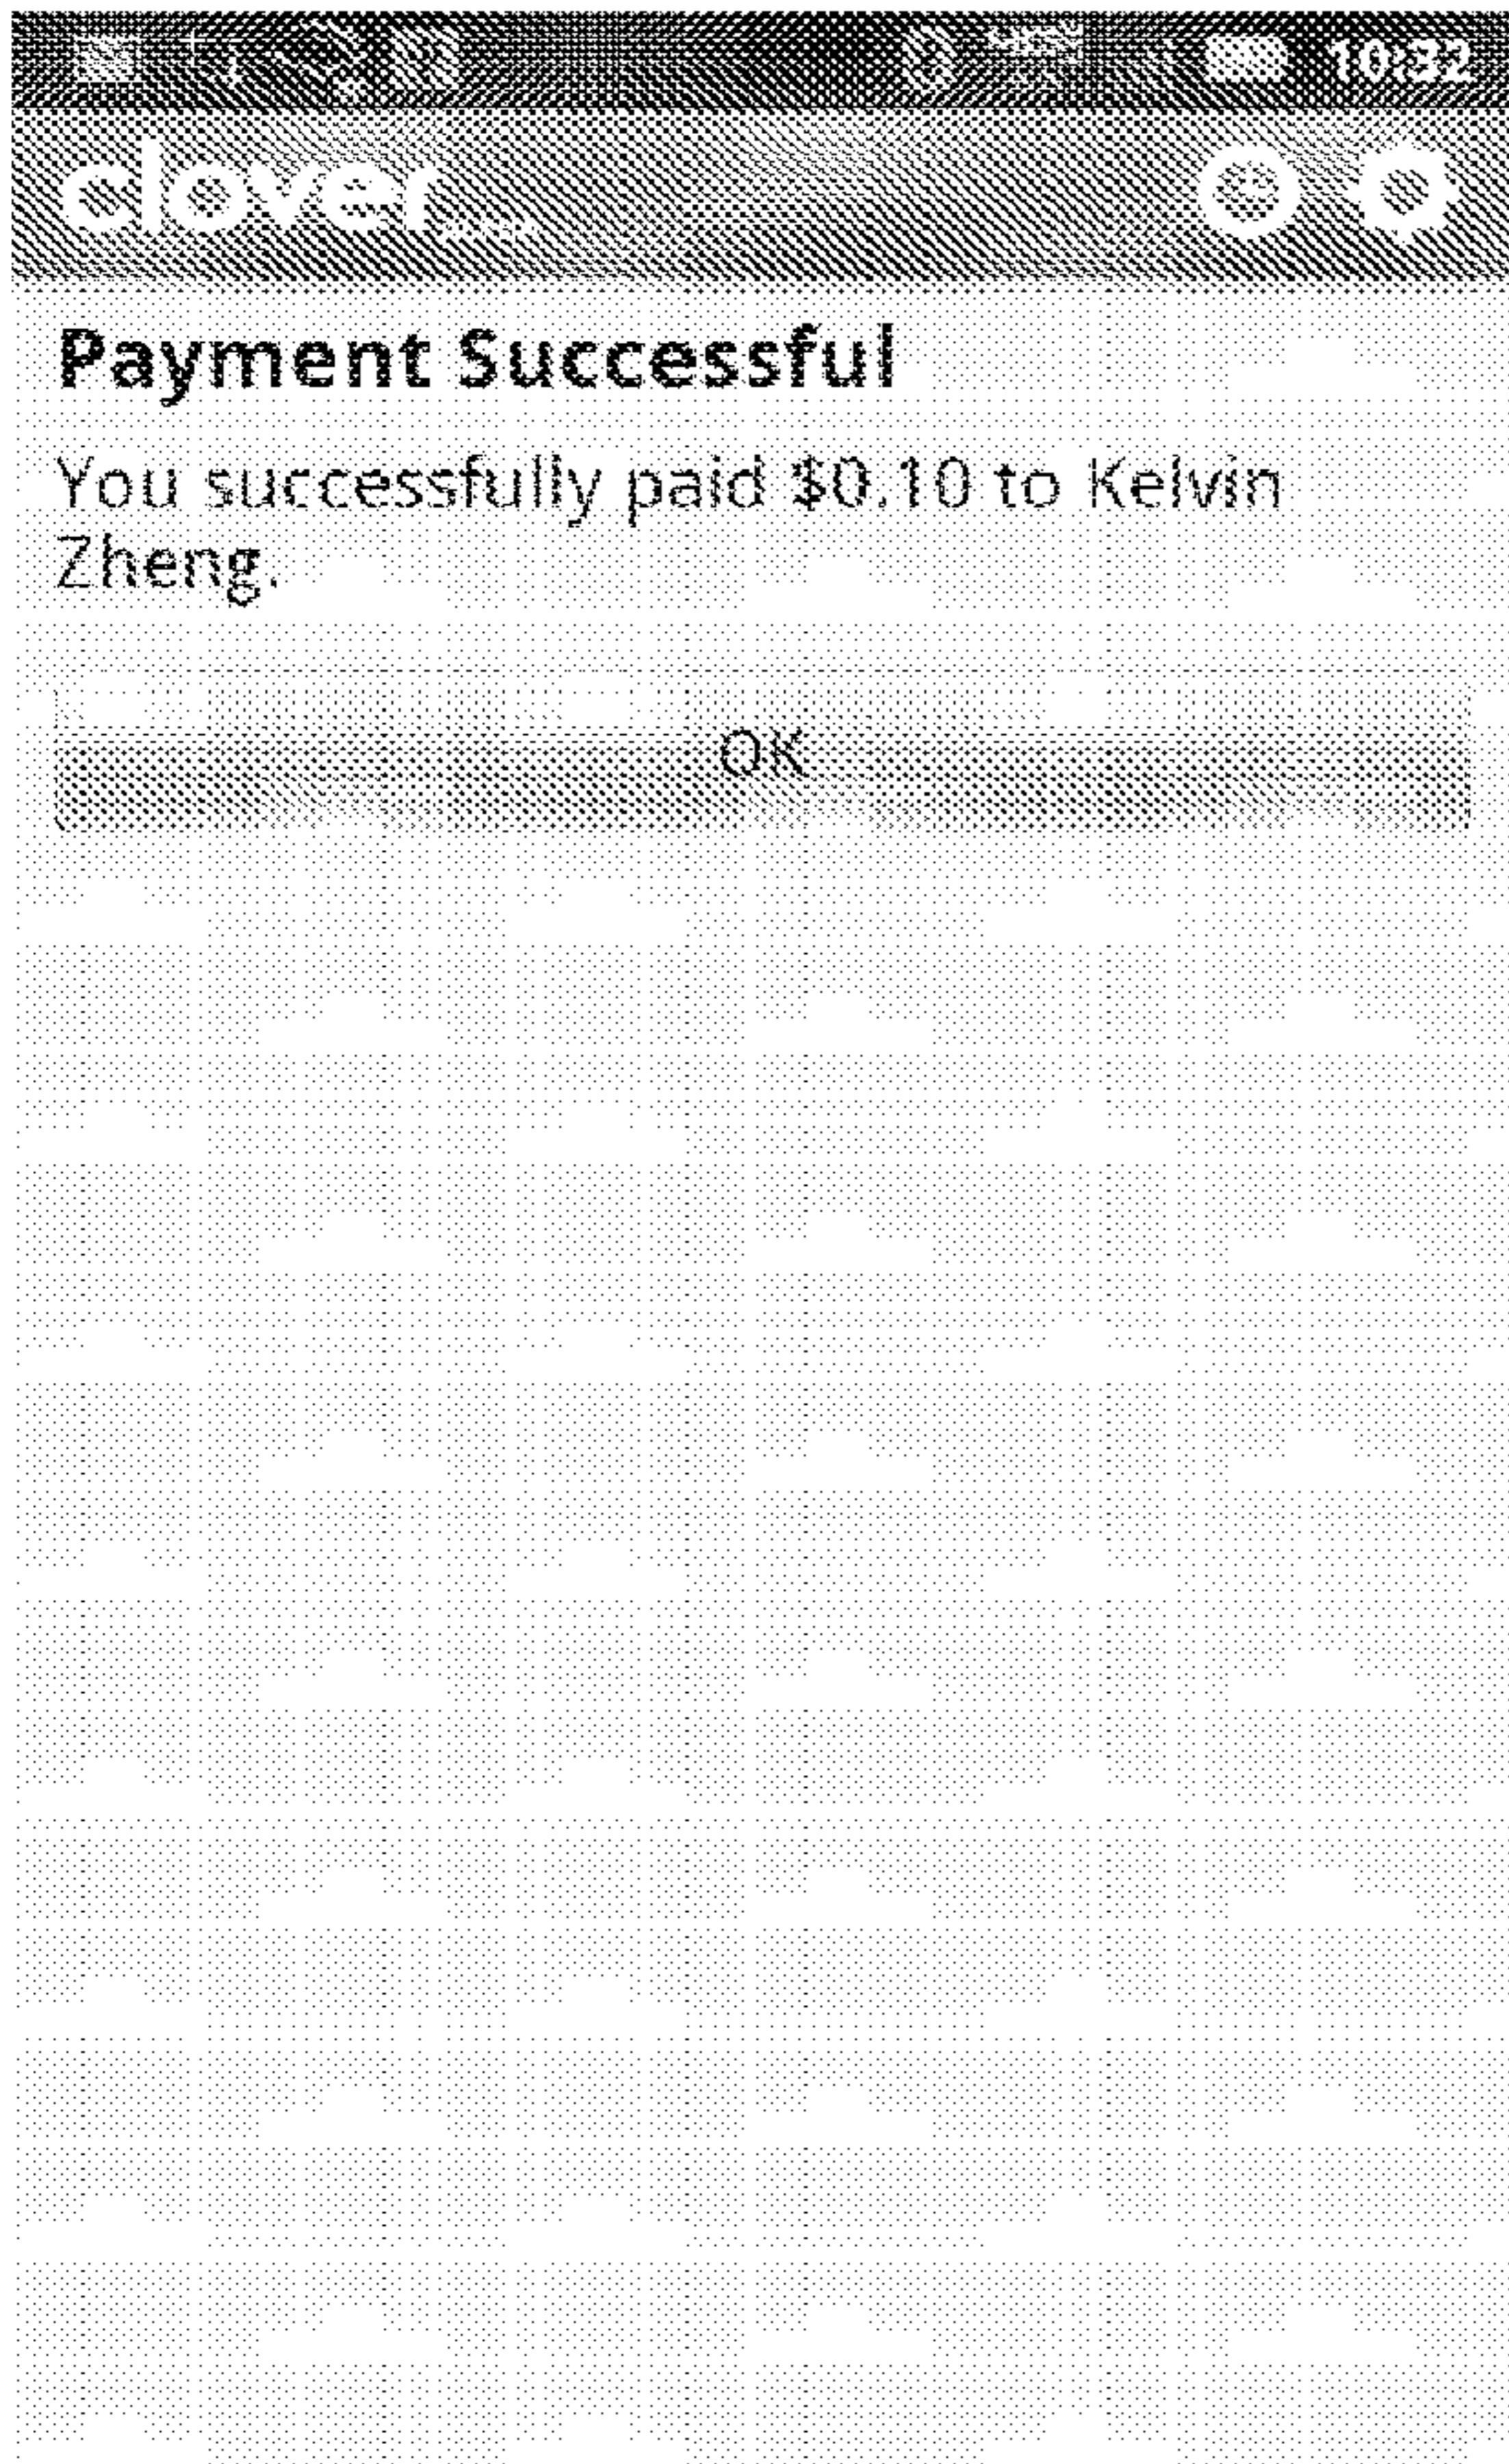 10:32
clover
Payment Successful
You successfully paid $0.10 to Kelvin
Zheng.
OK